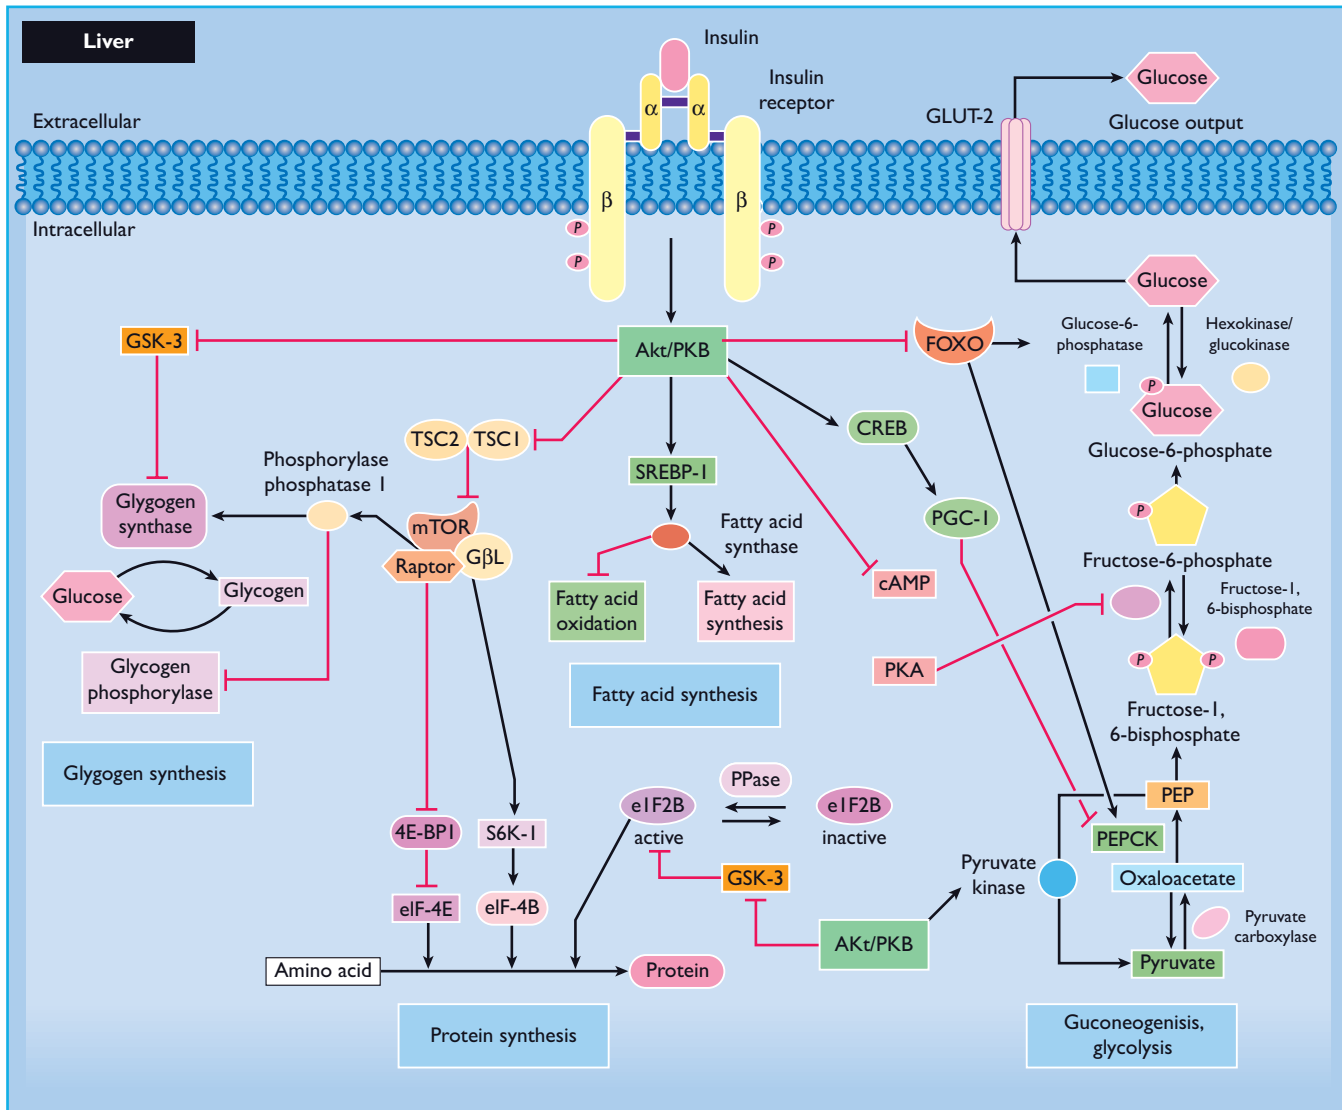 Liver
Insulin
Insulin
receptor
α
α
β
β
P
P
P
P
Extracellular
Intracellular
GLUT-2
Glucose
Glucose output
Glucose
Glucose-6-
phosphatase
Hexokinase/
glucokinase
P
Glucose
Glucose-6-phosphate
P
Fructose-6-phosphate
Fructose-1,
6-bisphosphate
P
P
Fructose-1,
6-bisphosphate
GSK-3
Akt/PKB
FOXO
TSC2
TSC1
CREB
SREBP-1
PGC-1
Phosphorylase
phosphatase 1
Glygogen
synthase
mTOR
Raptor
GβL
Fatty acid
synthase
Glucose
Glycogen
Fatty acid
oxidation
Fatty acid
synthesis
cAMP
PKA
Glycogen
phosphorylase
Fatty acid synthesis
Glygogen synthesis
PPase
e1F2B
active
e1F2B
inactive
4E-BP1
S6K-1
GSK-3
eIF-4E
eIF-4B
AKt/PKB
Amino acid
Protein
Protein synthesis
PEP
PEPCK
Pyruvate
kinase
Oxaloacetate
Pyruvate
carboxylase
Pyruvate
Guconeogenisis,
glycolysis